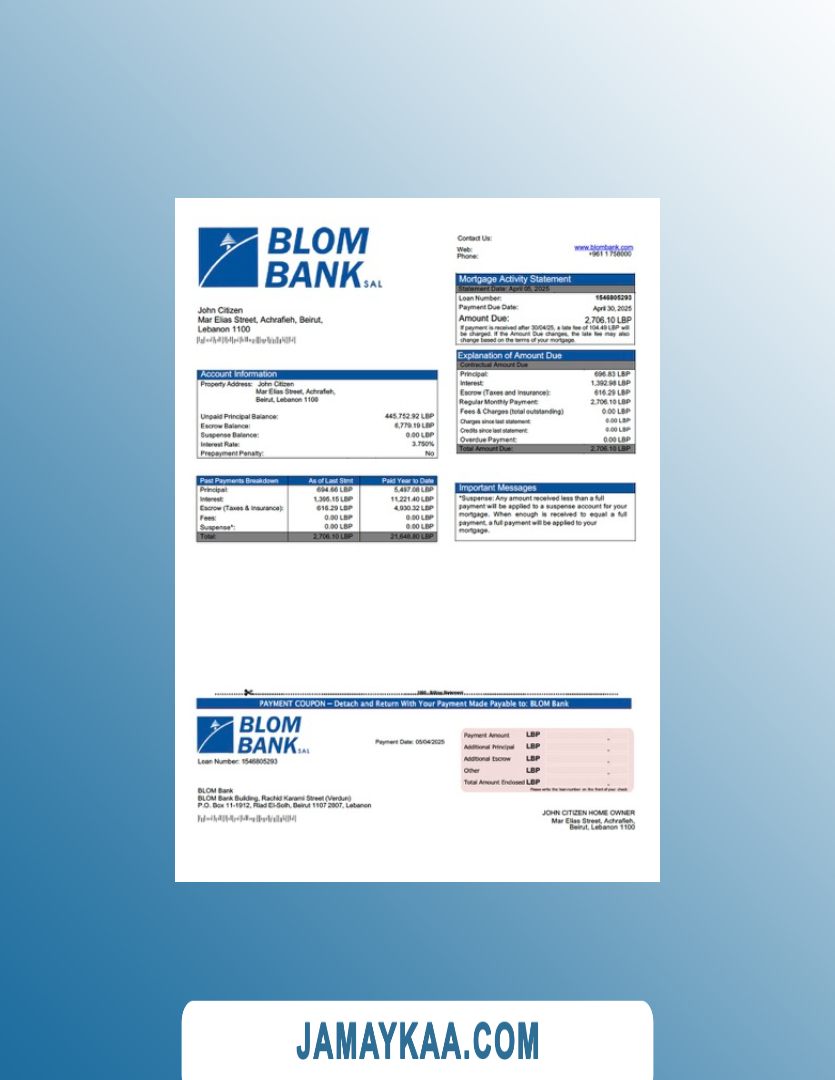 BLOM
BANK SAL
Contact Us:
Web: www.blombank.com
Phone: +961 1 758000
Mortgage Activity Statement
Statement Date: April 05, 2025
Loan Number: 1546805293
Payment Due Date: April 30, 2025
Amount Due: 2,706.10 LBP
If payment is received after 30/04/25, a late fee of 104.49 LBP will
be charged. If the Amount Due changes, the late fee may also
change based on the terms of your mortgage.
John Citizen
Mar Elias Street, Achrafieh, Beirut,
Lebanon 1100
Explanation of Amount Due
Contractual Amount Due
Principal: 696.83 LBP
Interest: 1,392.98 LBP
Escrow (Taxes and Insurance): 616.29 LBP
Regular Monthly Payment: 2,706.10 LBP
Fees & Charges (total outstanding) 0.00 LBP
Charges since last statement: 0.00 LBP
Credits since last statement: 0.00 LBP
Overdue Payment: 0.00 LBP
Total Amount Due: 2,706.10 LBP
Account Information
Property Address: John Citizen
Mar Elias Street, Achrafieh,
Beirut, Lebanon 1100
Unpaid Principal Balance: 445,752.92 LBP
Escrow Balance: 6,779.19 LBP
Suspense Balance: 0.00 LBP
Interest Rate: 3.750%
Prepayment Penalty: No
Past Payments Breakdown As of Last Stmt Paid Year to Date
Principal: 694.66 LBP 5,497.08 LBP
Interest: 1,395.15 LBP 11,221.40 LBP
Escrow (Taxes & Insurance): 616.29 LBP 4,930.32 LBP
Fees: 0.00 LBP 0.00 LBP
Suspense*: 0.00 LBP 0.00 LBP
Total: 2,706.10 LBP 21,648.80 LBP
Important Messages
*Suspense: Any amount received less than a full
payment will be applied to a suspense account for your
mortgage. When enough is received to equal a full
payment, a full payment will be applied to your
mortgage.
PAYMENT COUPON – Detach and Return With Your Payment Made Payable to: BLOM Bank
BLOM
BANK SAL
Loan Number: 1546805293
Payment Date: 05/04/2025
Payment Amount LBP
Additional Principal LBP
Additional Escrow LBP
Other LBP
Total Amount Enclosed LBP
Please write the loan number on the front of your check.
BLOM Bank
BLOM Bank Building, Rachid Karami Street (Verdun)
P.O. Box 11-1912, Riad El-Solh, Beirut 1107 2807, Lebanon
JOHN CITIZEN HOME OWNER
Mar Elias Street, Achrafieh,
Beirut, Lebanon 1100
JAMAYKAA.COM